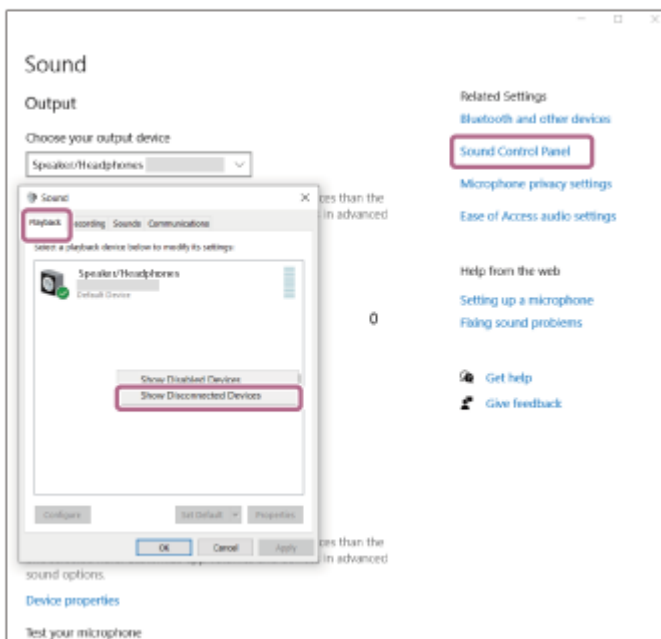 Sound
Output
Choose your output device
Speaker/Headphones
Related Settings
Bluetooth and other devices
Sound Control Panel
Microphone privacy settings
Ease of Access audio settings
Help from the web
Setting up a microphone
Fixing sound problems
Get help
Give feedback
ces than the
in advanced
0
Sound
Playback
ecording
Sounds
Communications
Select a playback device below to modify its settings:
Speaker/Headphones
Default Device
Show Disabled Devices
Show Disconnected Devices
Configure
Set Default
Properties
OK
Cancel
Apply
ces than the
in advanced
sound options.
Device properties
Test your microphone